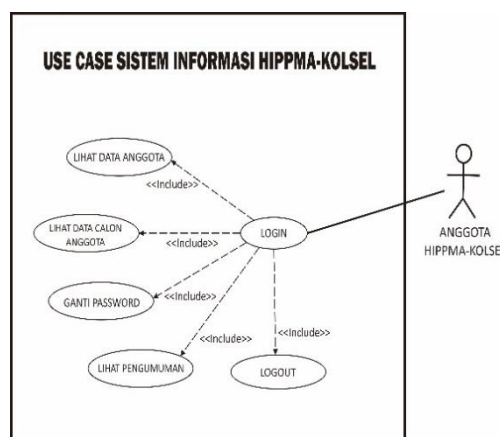 USE CASE SISTEM INFORMASI HIPPMA-KOLSEL
LIHAT DATA ANGGOTA
<<Include>>
LIHAT DATA CALON
ANGGOTA
<<Include>>
LOGIN
ANGGOTA
HIPPMA-KOLSE
GANTI PASSWORD
<<Include>>
<<Include>>
<<Include>>
LIHAT PENGUMUMAN
LOGOUT